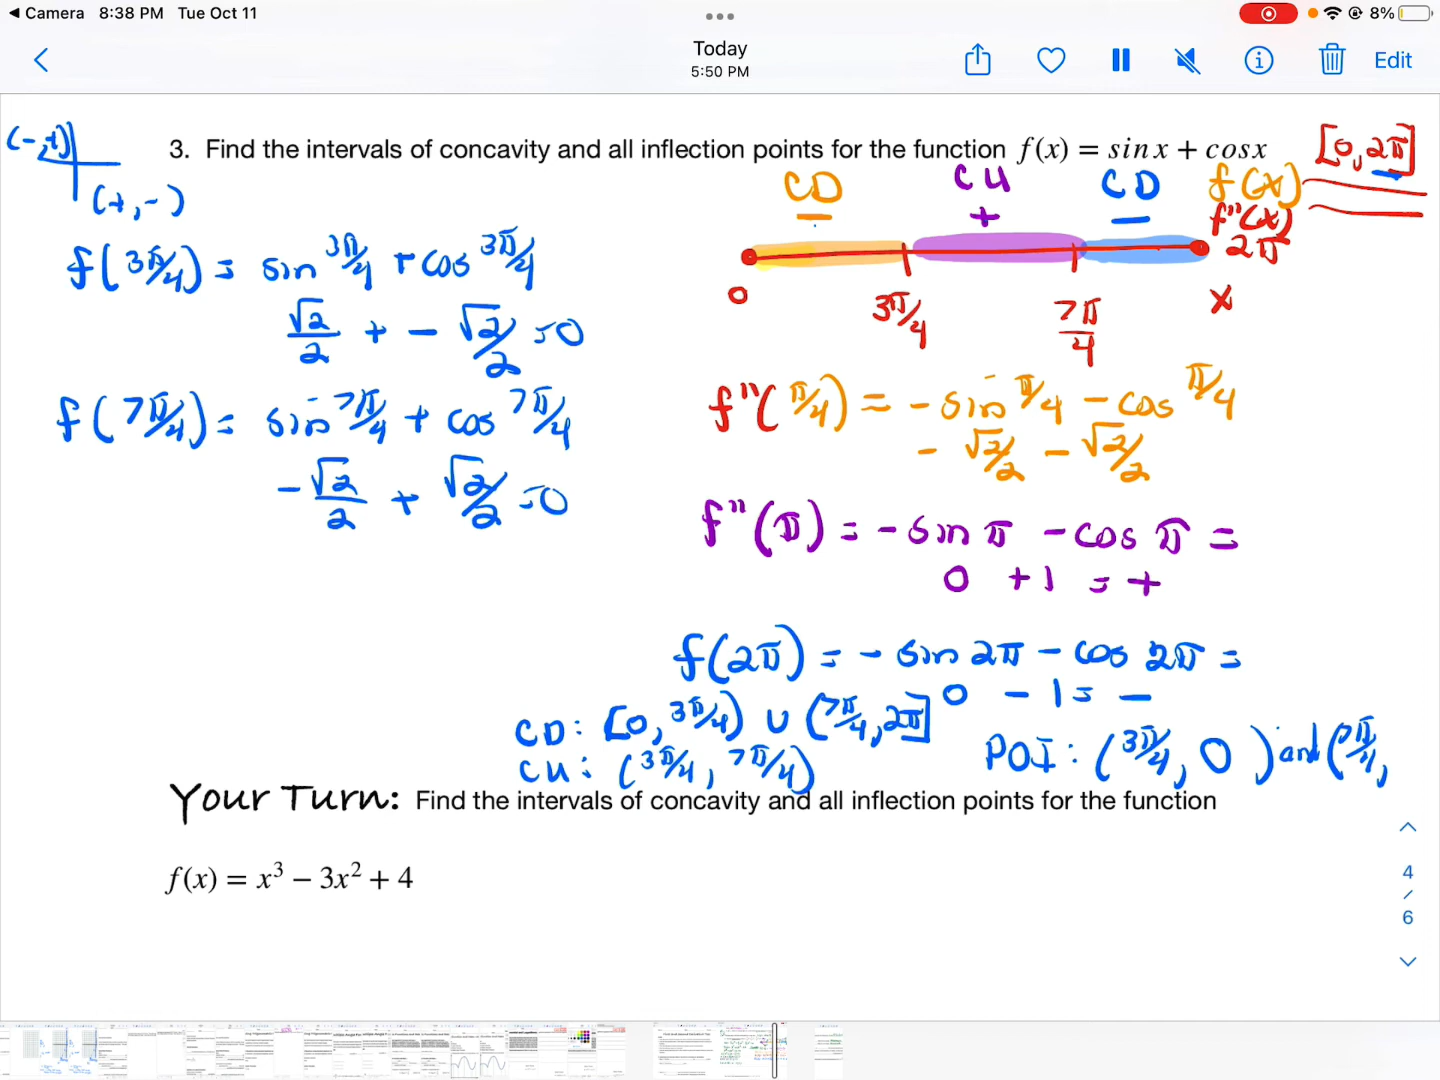 Camera 8:38 PM Tue Oct 11
8%
Today
5:50 PM
Edit
(-,+)
(+,-)
3. Find the intervals of concavity and all inflection points for the function f(x) = sinx + cosx
[0, 2π]
CD CU CD f(x)
− + − f''(x)
0 3π/4 7π/4 2π
x
f(3π/4) = sin 3π/4 + cos 3π/4
√2/2 + - √2/2 = 0
f(7π/4) = sin 7π/4 + cos 7π/4
-√2/2 + √2/2 = 0
f''(π/4) = - sin π/4 - cos π/4
- √2/2 - √2/2
f''(π) = - sin π - cos π =
0 + 1 = +
f(2π) = - sin 2π - cos 2π =
0 - 1 = -
CD: [0, 3π/4) ∪ (7π/4, 2π]
CU: (3π/4, 7π/4)
POI: (3π/4, 0 ) and (7π/4,
Your Turn: Find the intervals of concavity and all inflection points for the function
f(x) = x³ − 3x² + 4
4
/
6